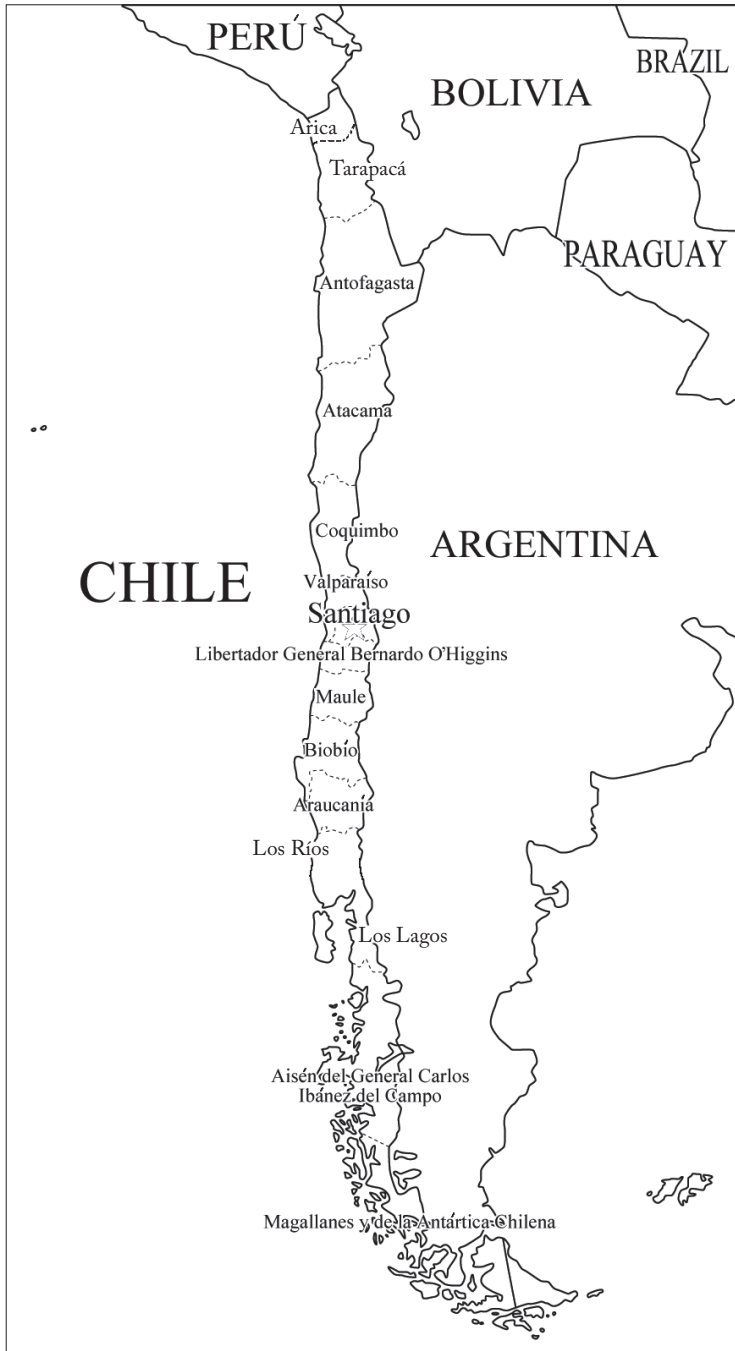 PERÚ
BRAZIL
BOLIVIA
Arica
Tarapacá
PARAGUAY
Antofagasta
Atacama
Coquimbo
ARGENTINA
CHILE
Valparaíso
Santiago
Libertador General Bernardo O'Higgins
Maule
Biobío
Araucanía
Los Ríos
Los Lagos
Aisén del General Carlos
Ibánez del Campo
Magallanes y de la Antártica Chilena